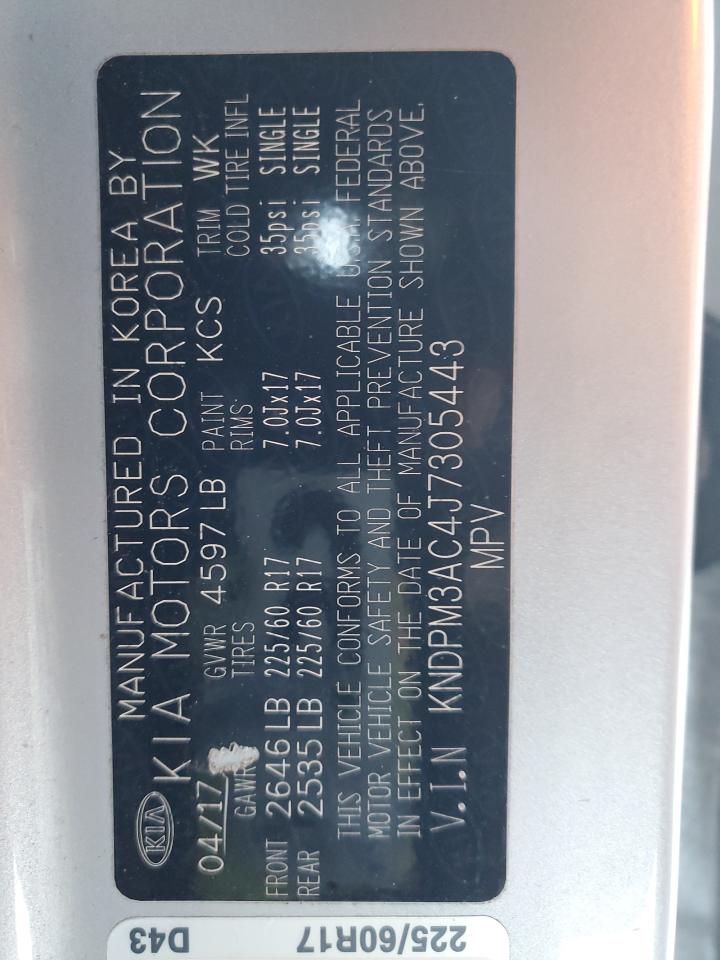 MANUFACTURED IN KOREA BY
KIA KIA MOTORS CORPORATION
04/17 GVWR 4597 LB PAINT KCS TRIM WK
GAWR TIRES RIMS COLD TIRE INFL
FRONT 2646 LB 225/60 R17 7.0Jx17 35psi SINGLE
REAR 2535 LB 225/60 R17 7.0Jx17 35psi SINGLE
THIS VEHICLE CONFORMS TO ALL APPLICABLE U.S.A. FEDERAL
MOTOR VEHICLE SAFETY AND THEFT PREVENTION STANDARDS
IN EFFECT ON THE DATE OF MANUFACTURE SHOWN ABOVE.
V.I.N KNDPM3AC4J7305443
MPV
225/60R17 D43